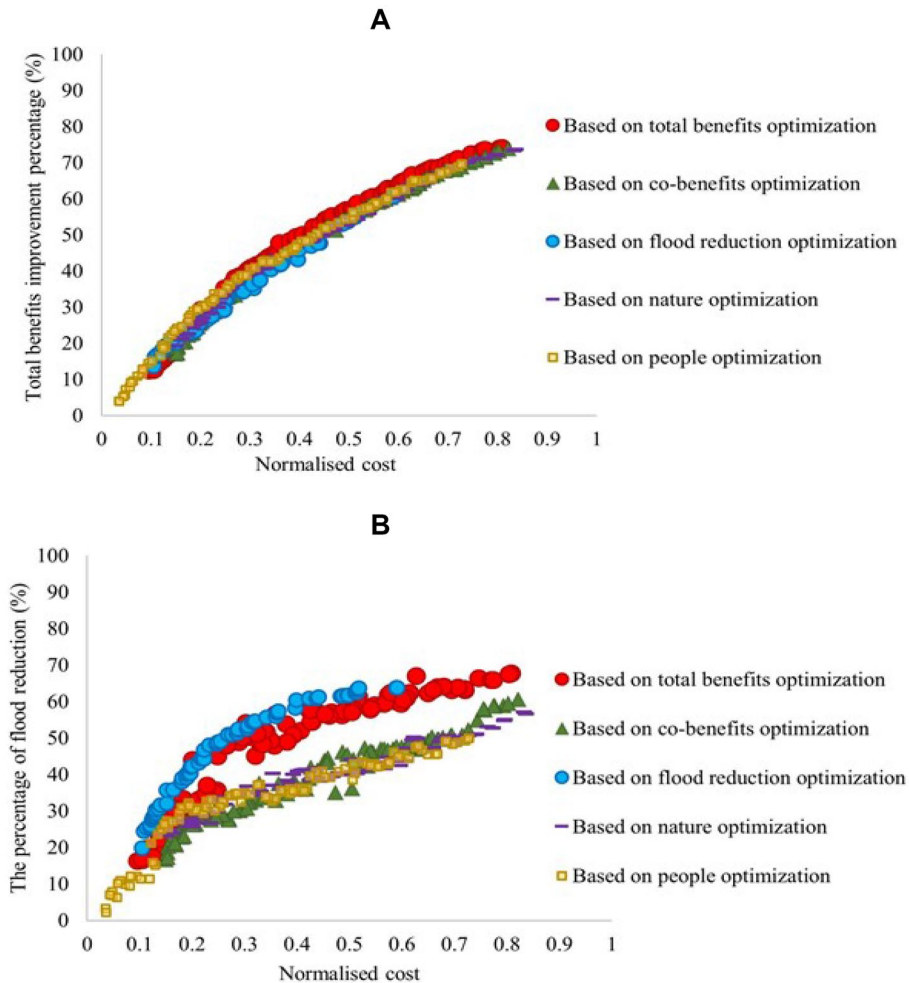 A
Total benefits improvement percentage (%)
100
90
80
70
60
50
40
30
20
10
0
0 0.1 0.2 0.3 0.4 0.5 0.6 0.7 0.8 0.9 1
Normalised cost
Based on total benefits optimization
Based on co-benefits optimization
Based on flood reduction optimization
Based on nature optimization
Based on people optimization
B
The percentage of flood reduction (%)
100
90
80
70
60
50
40
30
20
10
0
0 0.1 0.2 0.3 0.4 0.5 0.6 0.7 0.8 0.9 1
Normalised cost
Based on total benefits optimization
Based on co-benefits optimization
Based on flood reduction optimization
Based on nature optimization
Based on people optimization